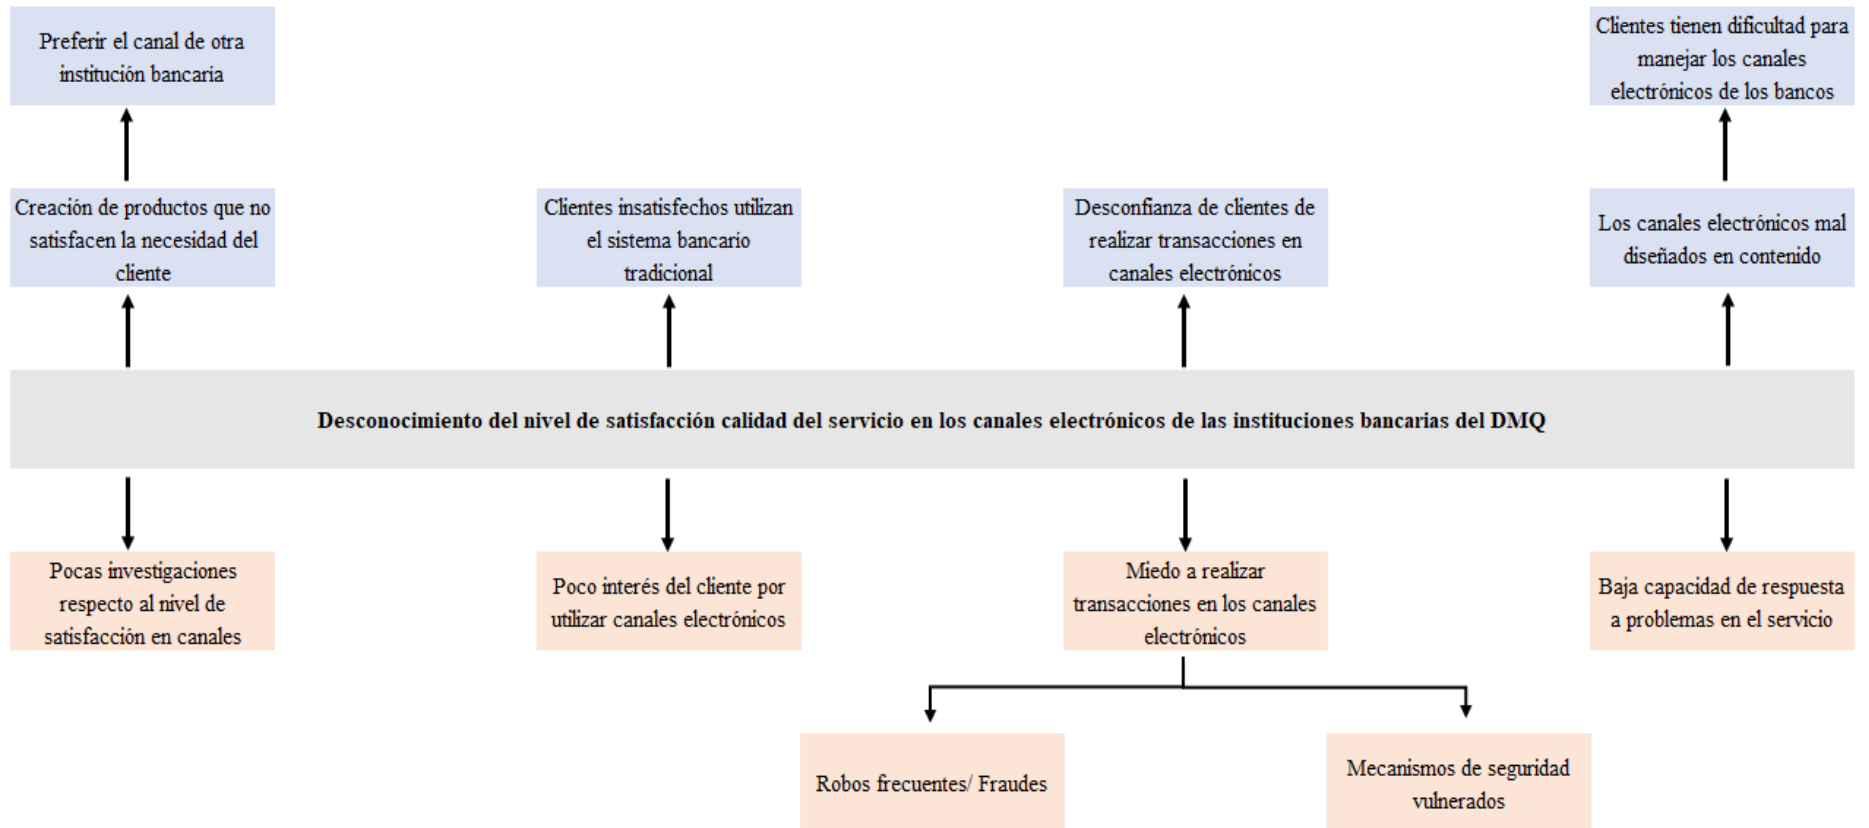 Preferir el canal de otra
institución bancaria
Clientes tienen dificultad para
manejar los canales
electrónicos de los bancos
Creación de productos que no
satisfacen la necesidad del
cliente
Clientes insatisfechos utilizan
el sistema bancario
tradicional
Desconfianza de clientes de
realizar transacciones en
canales electrónicos
Los canales electrónicos mal
diseñados en contenido
Desconocimiento del nivel de satisfacción calidad del servicio en los canales electrónicos de las instituciones bancarias del DMQ
Pocas investigaciones
respecto al nivel de
satisfacción en canales
Poco interés del cliente por
utilizar canales electrónicos
Miedo a realizar
transacciones en los canales
electrónicos
Baja capacidad de respuesta
a problemas en el servicio
Robos frecuentes/ Fraudes
Mecanismos de seguridad
vulnerados